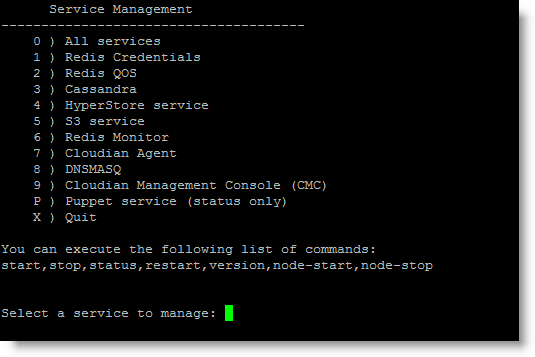 Service Management
--------------------------------------
0 ) All services
1 ) Redis Credentials
2 ) Redis QOS
3 ) Cassandra
4 ) HyperStore service
5 ) S3 service
6 ) Redis Monitor
7 ) Cloudian Agent
8 ) DNSMASQ
9 ) Cloudian Management Console (CMC)
P ) Puppet service (status only)
X ) Quit
You can execute the following list of commands:
start,stop,status,restart,version,node-start,node-stop
Select a service to manage: